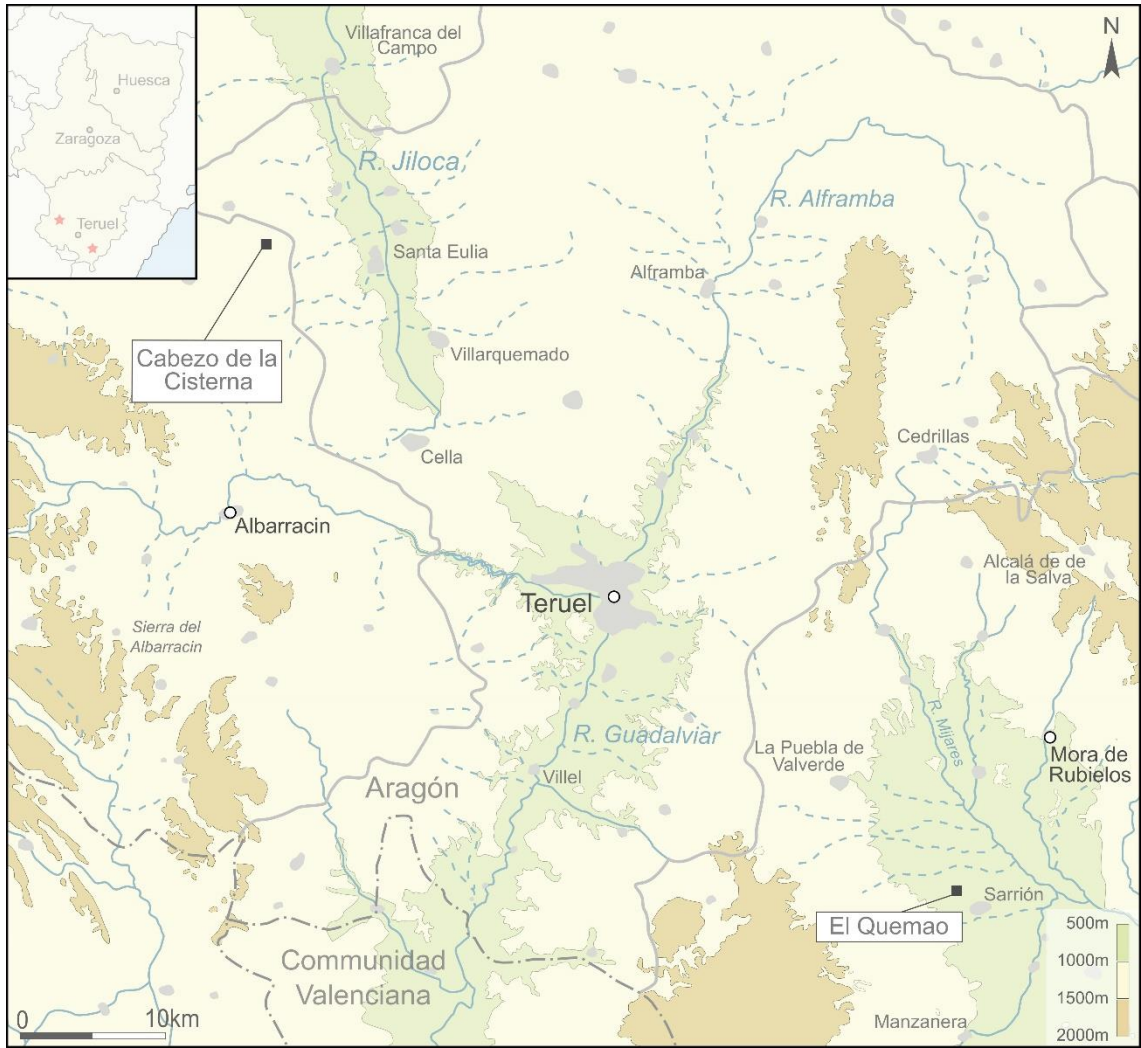 Huesca
Zaragoza
Teruel
N
Villafranca del
Campo
R. Jiloca
R. Alframba
Santa Eulia
Alframba
Cabezo de la
Cisterna
Villarquemado
Cella
Cedrillas
Albarracin
Alcalá de de
la Salva
Teruel
Sierra del
Albarracin
R. Mijares
R. Guadalviar
La Puebla de
Valverde
Mora de
Rubielos
Villel
Aragón
Sarrión
El Quemao
Communidad
Valenciana
500m
1000m
1500m
2000m
0 10km
Manzanera